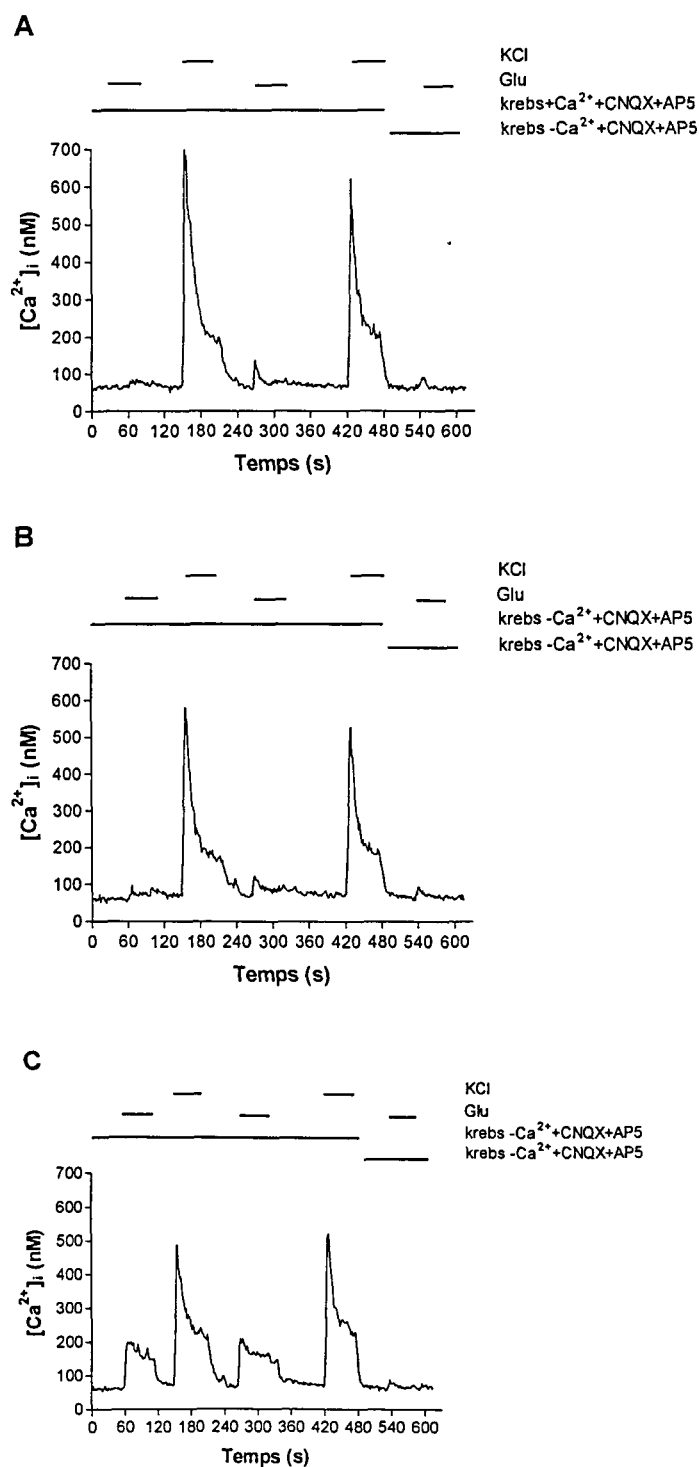 A
KCl
Glu
krebs+Ca²⁺+CNQX+AP5
krebs -Ca²⁺+CNQX+AP5
700
600
500
400
300
200
100
0
[Ca²⁺]i (nM)
0 60 120 180 240 300 360 420 480 540 600
Temps (s)
B
KCl
Glu
krebs -Ca²⁺+CNQX+AP5
krebs -Ca²⁺+CNQX+AP5
700
600
500
400
300
200
100
0
[Ca²⁺]i (nM)
0 60 120 180 240 300 360 420 480 540 600
Temps (s)
C
KCl
Glu
krebs -Ca²⁺+CNQX+AP5
krebs -Ca²⁺+CNQX+AP5
700
600
500
400
300
200
100
0
[Ca²⁺]i (nM)
0 60 120 180 240 300 360 420 480 540 600
Temps (s)